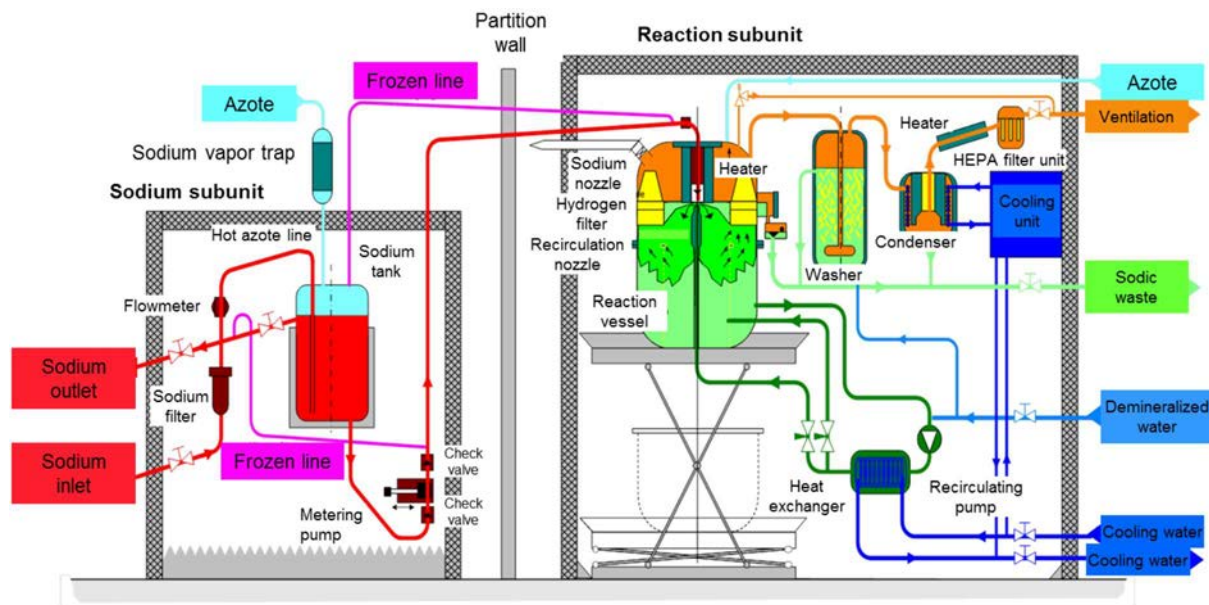 Partition
wall
Reaction subunit
Frozen line
Azote
Azote
Ventilation
Sodium vapor trap
Heater
HEPA filter unit
Sodium subunit
Sodium
nozzle
Heater
Hydrogen
filter
Cooling
unit
Hot azote line
Sodium
tank
Recirculation
nozzle
Condenser
Washer
Flowmeter
Reaction
vessel
Sodic
waste
Sodium
outlet
Sodium
filter
Demineralized
water
Sodium
inlet
Frozen line
Check
valve
Heat
exchanger
Recirculating
pump
Metering
pump
Check
valve
Cooling water
Cooling water